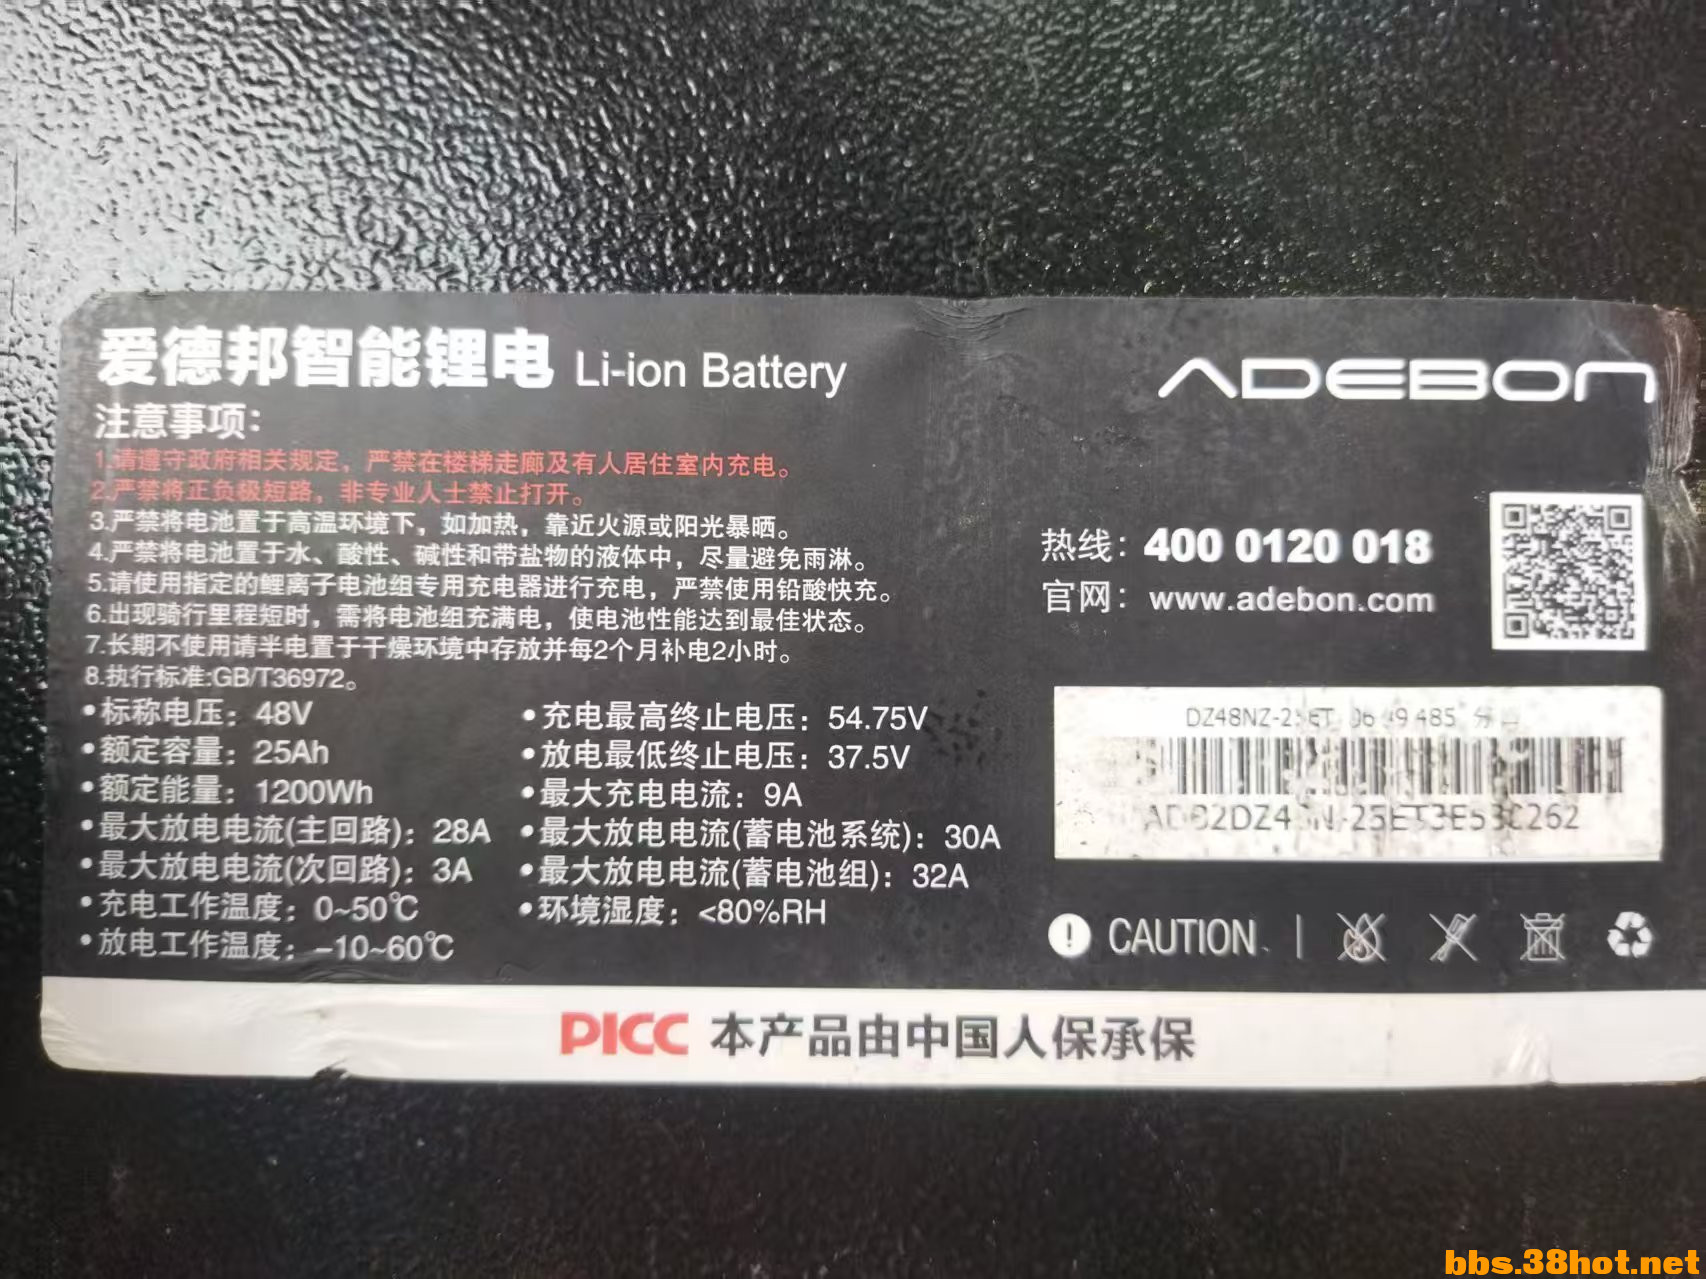 爱德邦智能锂电 Li-ion Battery
ADEBON
注意事项：
1.请遵守政府相关规定，严禁在楼梯走廊及有人居住室内充电。
2.严禁将正负极短路，非专业人士禁止打开。
3.严禁将电池置于高温环境下，如加热，靠近火源或阳光暴晒。
4.严禁将电池置于水、酸性、碱性和带盐物的液体中，尽量避免雨淋。
5.请使用指定的鲤离子电池组专用充电器进行充电，严禁使用铅酸快充。
6.出现骑行里程短时，需将电池组充满电，使电池性能达到最佳状态。
7.长期不使用请半电置于干燥环境中存放并每2个月补电2小时。
8.执行标准:GB/T36972。
•标称电压：48V
•额定容量：25Ah
•额定能量：1200Wh
•最大放电电流(主回路)：28A
•最大放电电流(次回路)：3A
•充电工作温度：0~50℃
•放电工作温度：–10~60℃
•充电最高终止电压：54.75V
•放电最低终止电压：37.5V
•最大充电电流：9A
•最大放电电流(蓄电池系统)：30A
•最大放电电流(蓄电池组)：32A
•环境湿度：<80%RH
热线：400 0120 018
官网：www.adebon.com
CAUTION
PICC 本产品由中国人保承保
bbs.38hot.net